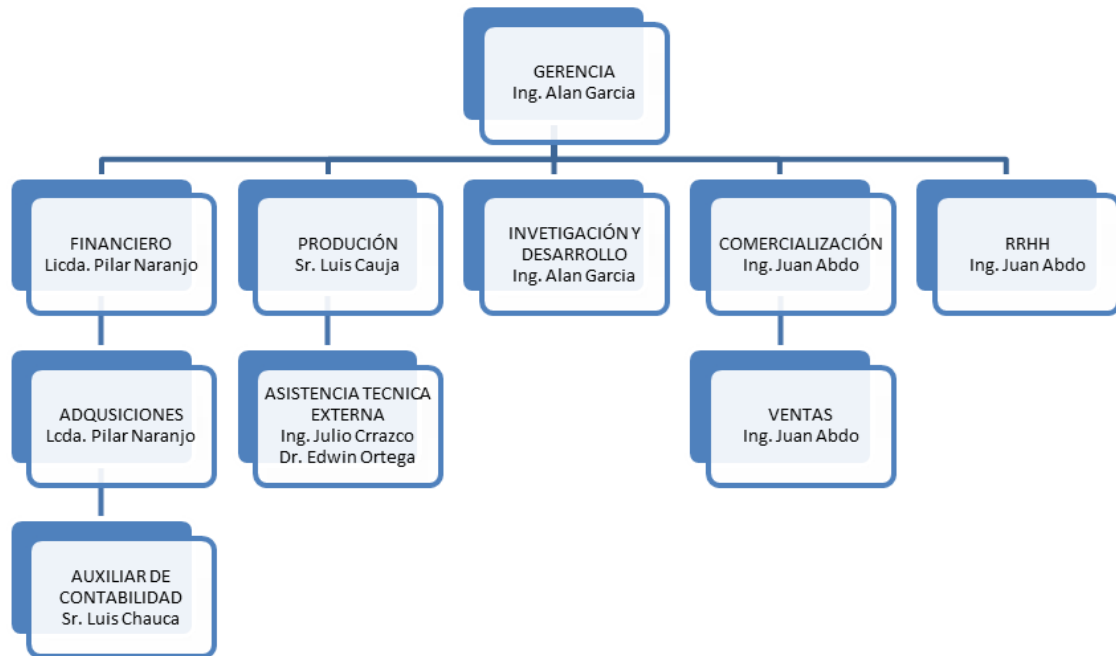 GERENCIA
Ing. Alan Garcia
FINANCIERO
Licda. Pilar Naranjo
PRODUCIÓN
Sr. Luis Cauja
INVETIGACIÓN Y
DESARROLLO
Ing. Alan Garcia
COMERCIALIZACIÓN
Ing. Juan Abdo
RRHH
Ing. Juan Abdo
ADQUSICIONES
Lcda. Pilar Naranjo
ASISTENCIA TECNICA
EXTERNA
Ing. Julio Crrazco
Dr. Edwin Ortega
VENTAS
Ing. Juan Abdo
AUXILIAR DE
CONTABILIDAD
Sr. Luis Chauca